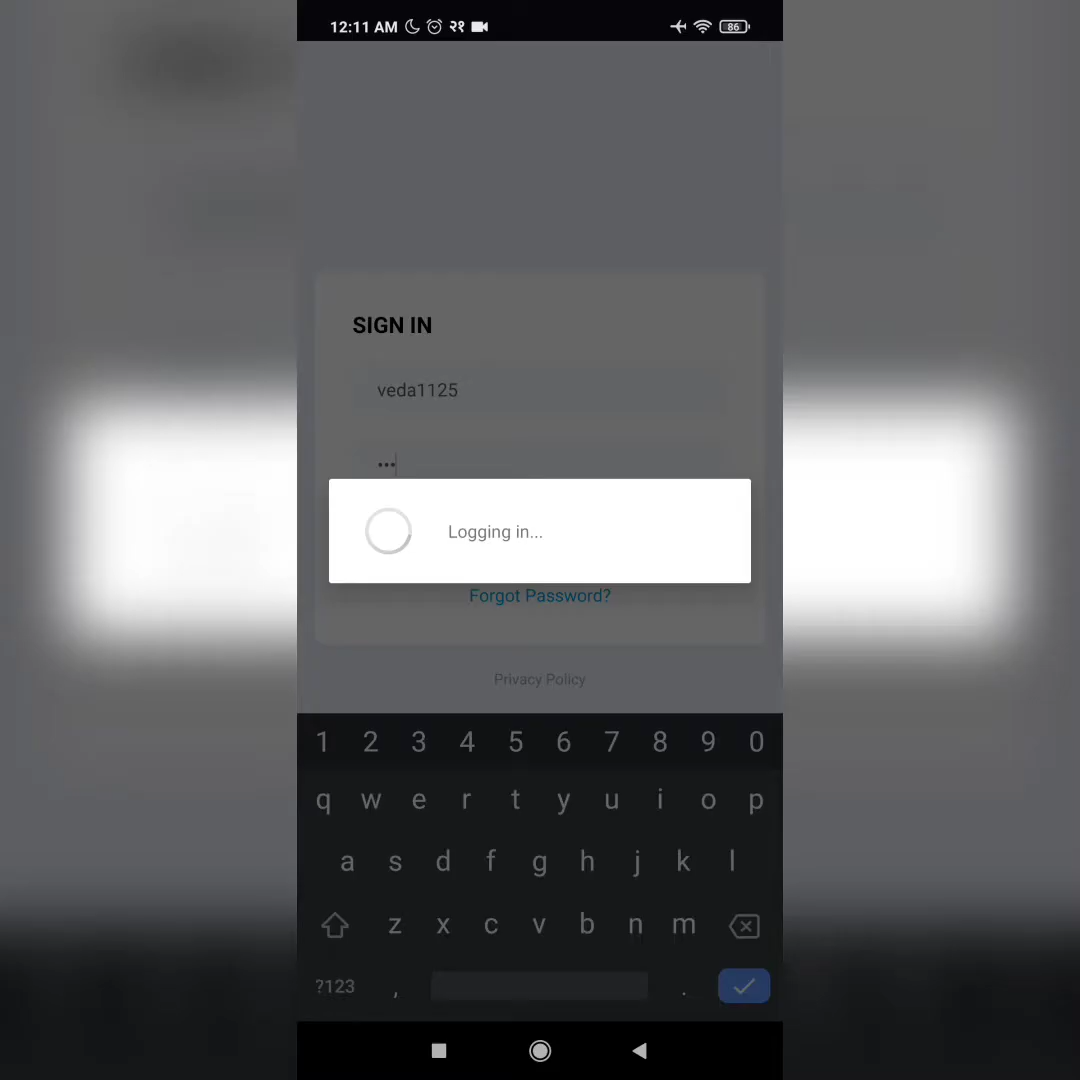 12:11 AM २१ 86
SIGN IN
veda1125
•••
Logging in...
Forgot Password?
Privacy Policy
1 2 3 4 5 6 7 8 9 0
q w e r t y u i o p
a s d f g h j k l
z x c v b n m
?123 , .